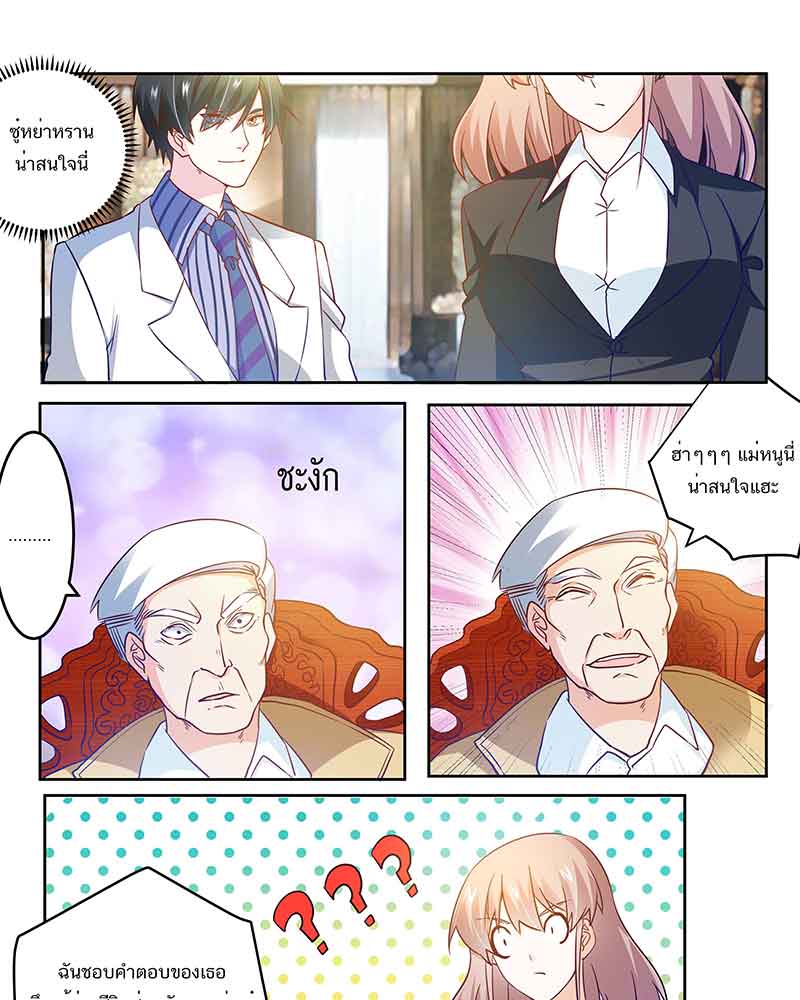 ซู่หย่าหราน
น่าสนใจนี่
ชะงัก
.........
ฮ่าๆๆๆ แม่หนูนี่
น่าสนใจแฮะ
???
ฉันชอบคำตอบของเธอ